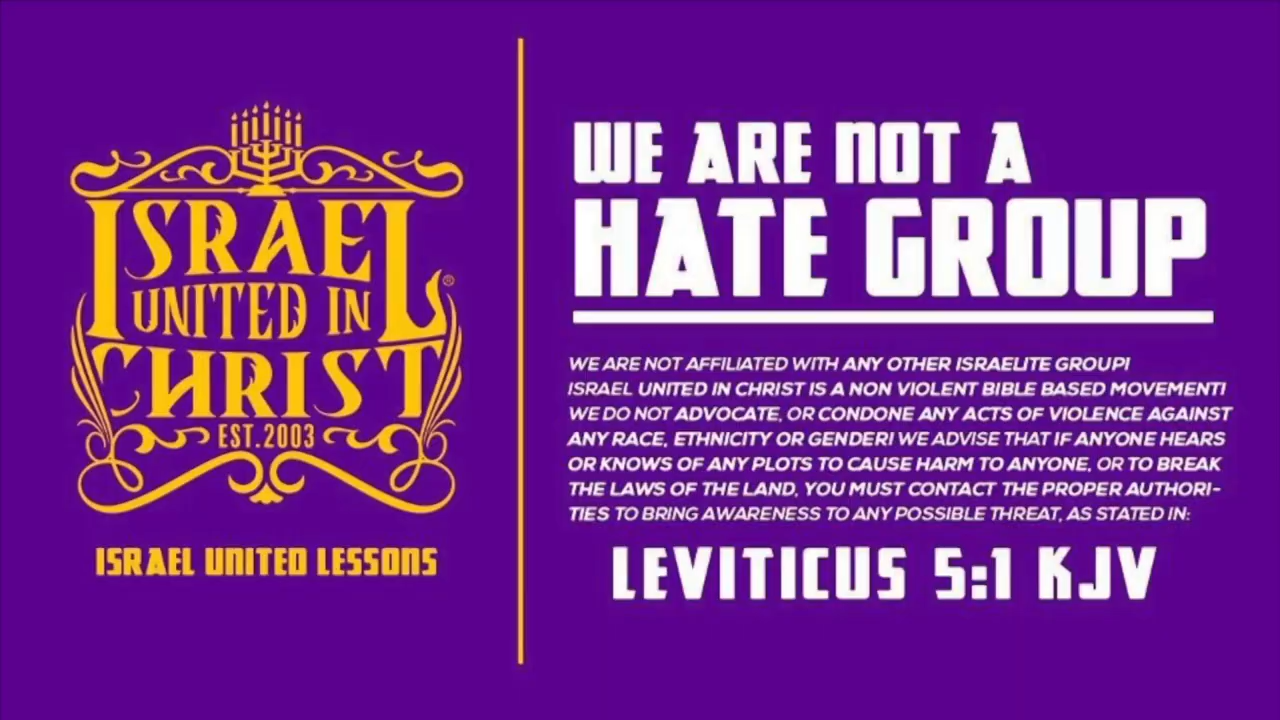 ISRAEL
UNITED IN
CHRIST®
EST. 2003
ISRAEL UNITED LESSONS
WE ARE NOT A
HATE GROUP
WE ARE NOT AFFILIATED WITH ANY OTHER ISRAELITE GROUP!
ISRAEL UNITED IN CHRIST IS A NON VIOLENT BIBLE BASED MOVEMENT!
WE DO NOT ADVOCATE, OR CONDONE ANY ACTS OF VIOLENCE AGAINST
ANY RACE, ETHNICITY OR GENDER! WE ADVISE THAT IF ANYONE HEARS
OR KNOWS OF ANY PLOTS TO CAUSE HARM TO ANYONE, OR TO BREAK
THE LAWS OF THE LAND, YOU MUST CONTACT THE PROPER AUTHORI-
TIES TO BRING AWARENESS TO ANY POSSIBLE THREAT, AS STATED IN:
LEVITICUS 5:1 KJV